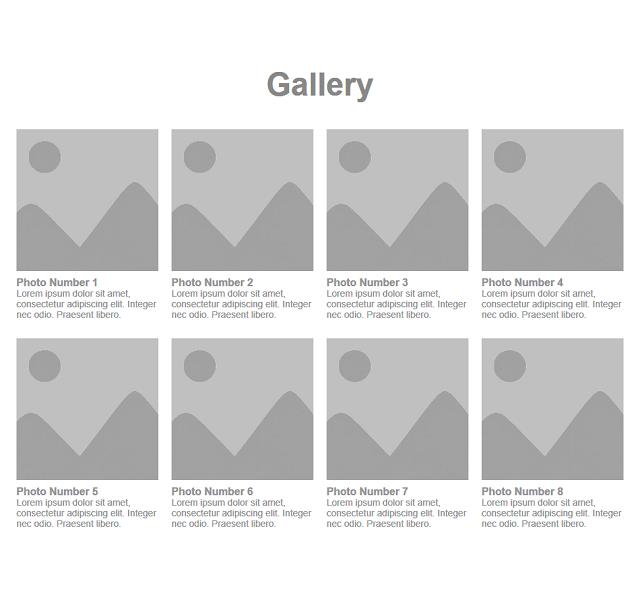 Gallery
Photo Number 1
Lorem ipsum dolor sit amet,
consectetur adipiscing elit. Integer
nec odio. Praesent libero.
Photo Number 2
Lorem ipsum dolor sit amet,
consectetur adipiscing elit. Integer
nec odio. Praesent libero.
Photo Number 3
Lorem ipsum dolor sit amet,
consectetur adipiscing elit. Integer
nec odio. Praesent libero.
Photo Number 4
Lorem ipsum dolor sit amet,
consectetur adipiscing elit. Integer
nec odio. Praesent libero.
Photo Number 5
Lorem ipsum dolor sit amet,
consectetur adipiscing elit. Integer
nec odio. Praesent libero.
Photo Number 6
Lorem ipsum dolor sit amet,
consectetur adipiscing elit. Integer
nec odio. Praesent libero.
Photo Number 7
Lorem ipsum dolor sit amet,
consectetur adipiscing elit. Integer
nec odio. Praesent libero.
Photo Number 8
Lorem ipsum dolor sit amet,
consectetur adipiscing elit. Integer
nec odio. Praesent libero.